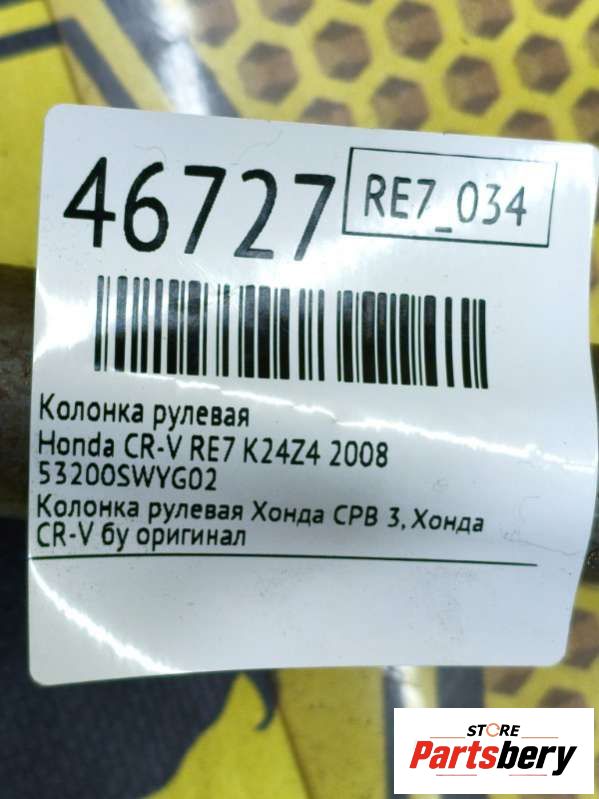 46727
RE7_034
Колонка рулевая
Honda CR-V RE7 K24Z4 2008
53200SWYG02
Колонка рулевая Хонда СРВ 3, Хонда
CR-V бу оригинал
STORE
Partsbery